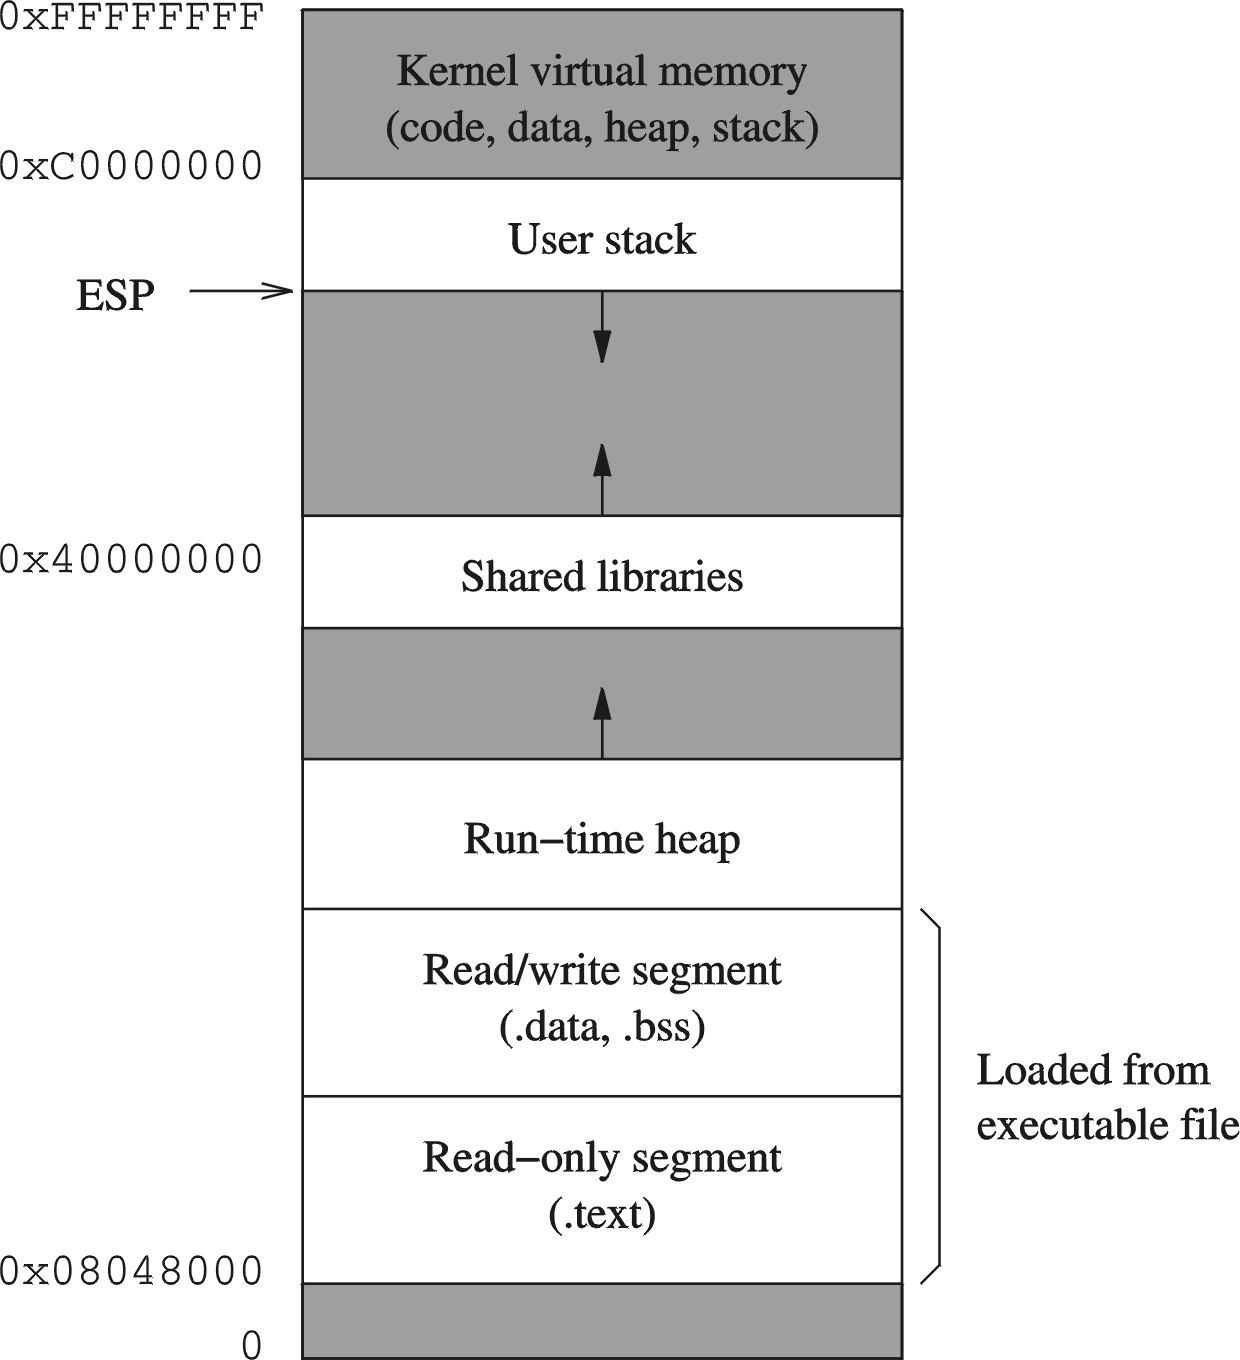 0xFFFFFFFF
Kernel virtual memory
(code, data, heap, stack)
0xC0000000
User stack
ESP
0x40000000
Shared libraries
Run-time heap
Read/write segment
(.data, .bss)
Loaded from
executable file
Read-only segment
(.text)
0x08048000
0